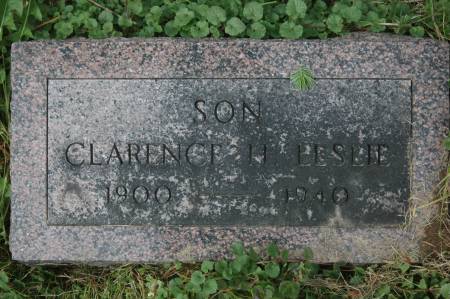 SON
CLARENCE H LESLIE
1900 — 1940